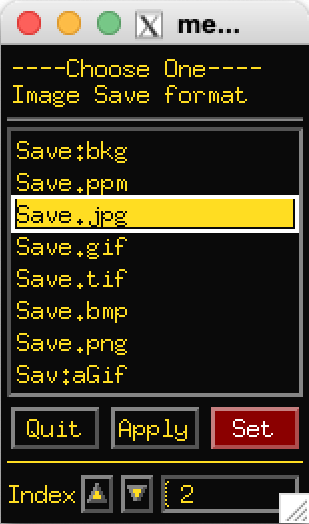 me...
----Choose One----
Image Save format
Save:bkg
Save.ppm
Save.jpg
Save.gif
Save.tif
Save.bmp
Save.png
Sav:aGif
Quit Apply Set
Index 2